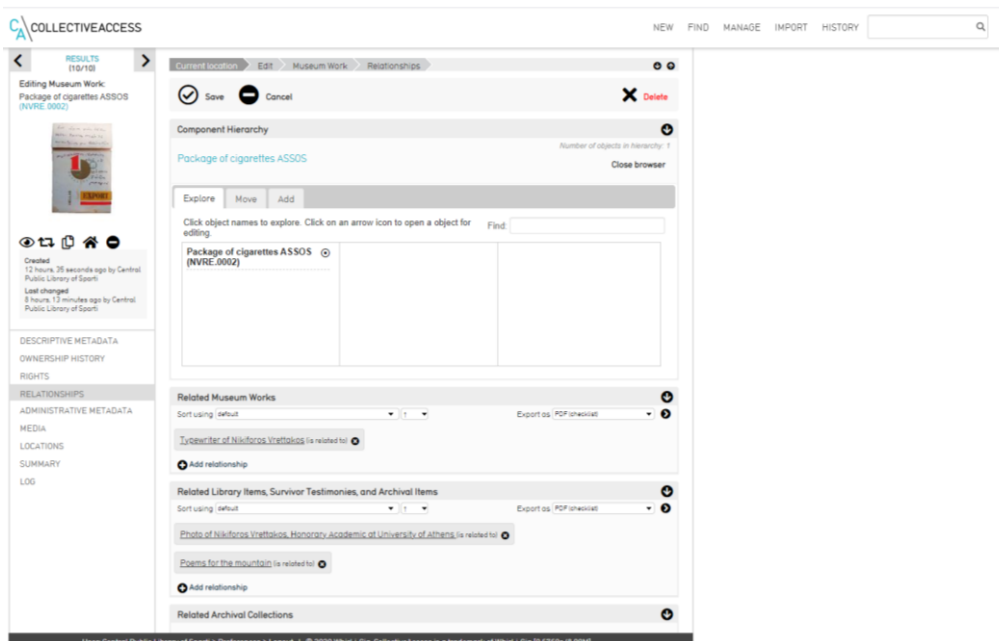 CA COLLECTIVEACCESS
NEW FIND MANAGE IMPORT HISTORY
RESULTS
(10/10)
Editing Museum Work:
Package of cigarettes ASSOS
(NVRE.0002)
EXPORT
Created
12 hours, 36 seconds ago by Central
Public Library of Sparti
Last changed
8 hours, 13 minutes ago by Central
Public Library of Sparti
DESCRIPTIVE METADATA
OWNERSHIP HISTORY
RIGHTS
RELATIONSHIPS
ADMINISTRATIVE METADATA
MEDIA
LOCATIONS
SUMMARY
LOG
Current location Edit Museum Work Relationships
Save Cancel Delete
Component Hierarchy
Number of objects in hierarchy: 1
Package of cigarettes ASSOS
Close browser
Explore Move Add
Click object names to explore. Click on an arrow icon to open a object for
editing.
Find:
Package of cigarettes ASSOS
(NVRE.0002)
Related Museum Works
Sort using default Export as PDF (checklist)
Typewriter of Nikiforos Vrettakos (is related to)
Add relationship
Related Library Items, Survivor Testimonies, and Archival Items
Sort using default Export as PDF (checklist)
Photo of Nikiforos Vrettakos, Honorary Academic at University of Athens (is related to)
Poems for the mountain (is related to)
Add relationship
Related Archival Collections